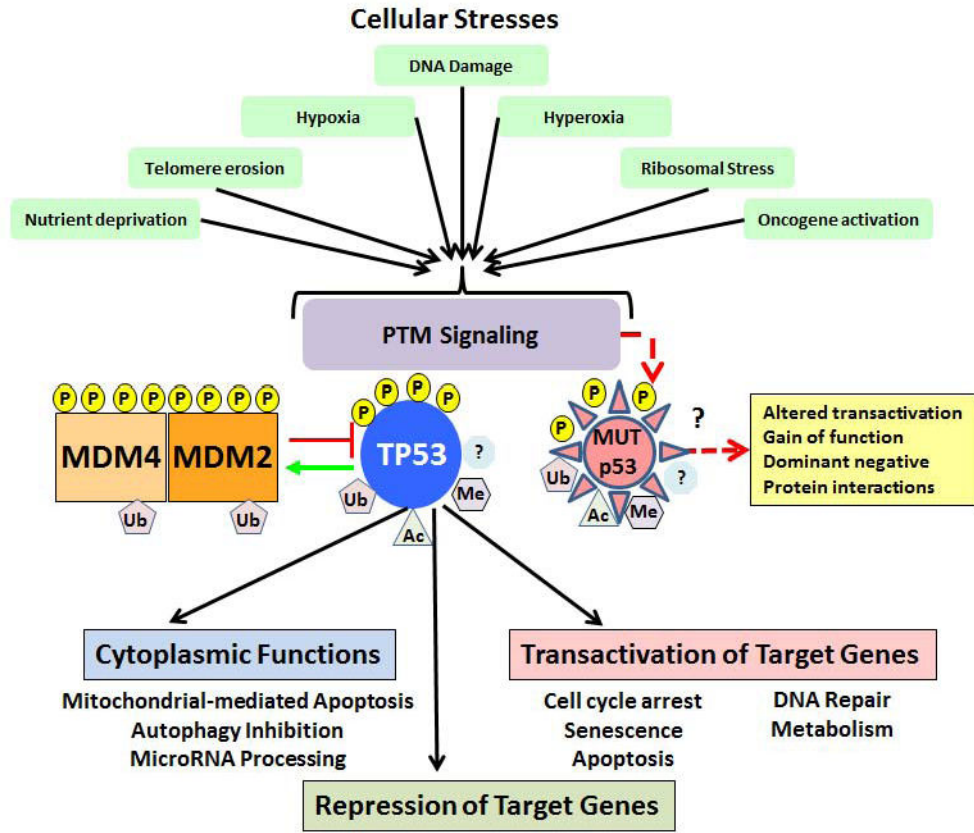 Cellular Stresses
DNA Damage
Hypoxia
Hyperoxia
Telomere erosion
Ribosomal Stress
Nutrient deprivation
Oncogene activation
PTM Signaling
P P P P P P P P
MDM4 MDM2
Ub Ub
P P P P
TP53
?
Ub Me
Ac
P P P
MUT
p53
?
?
Ub
Ac Me
Altered transactivation
Gain of function
Dominant negative
Protein interactions
Cytoplasmic Functions
Mitochondrial-mediated Apoptosis
Autophagy Inhibition
MicroRNA Processing
Transactivation of Target Genes
Cell cycle arrest
Senescence
Apoptosis
DNA Repair
Metabolism
Repression of Target Genes